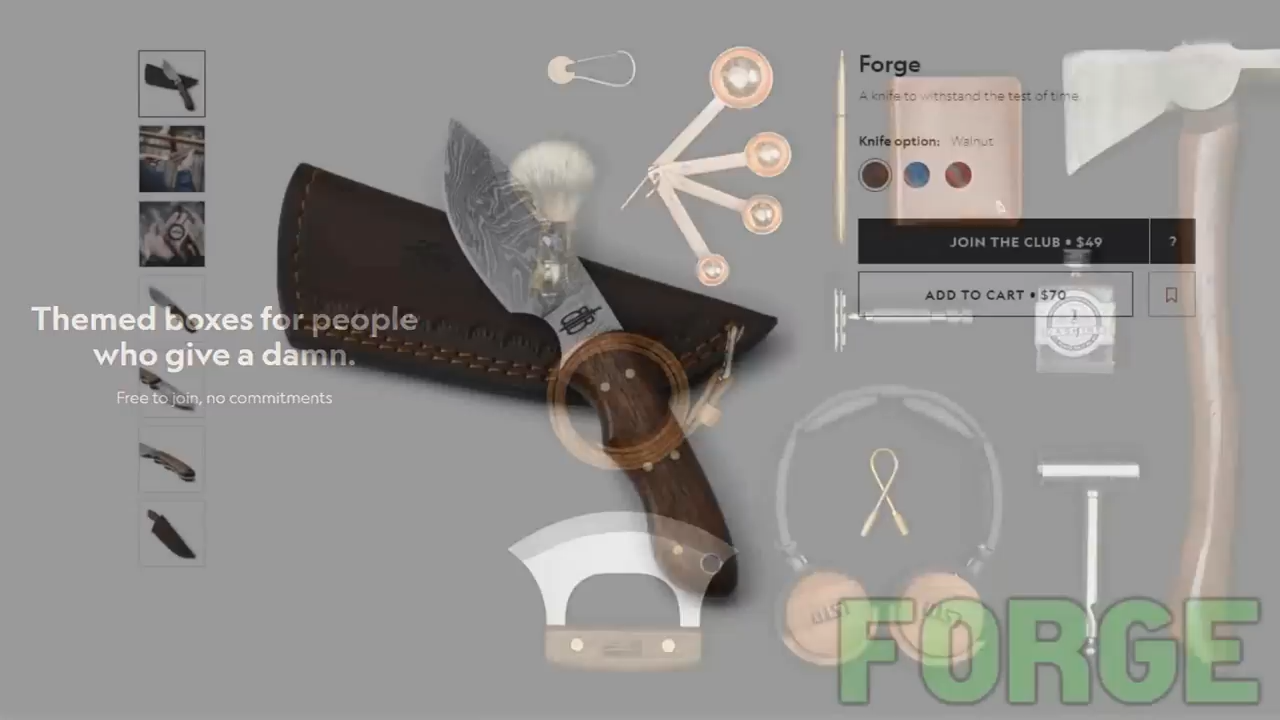 Forge
A knife to withstand the test of time.
Knife option: Walnut
JOIN THE CLUB • $49
?
ADD TO CART • $70
Themed boxes for people
who give a damn.
Free to join, no commitments
FORGE